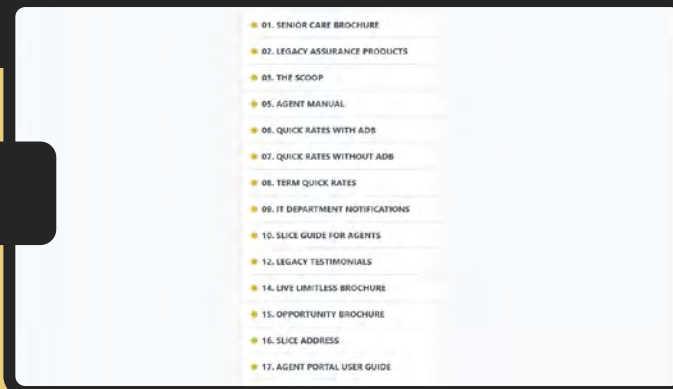 01. SENIOR CARE BROCHURE
02. LEGACY ASSURANCE PRODUCTS
03. THE SCOOP
05. AGENT MANUAL
06. QUICK RATES WITH ADB
07. QUICK RATES WITHOUT ADB
08. TERM QUICK RATES
09. IT DEPARTMENT NOTIFICATIONS
10. SLICE GUIDE FOR AGENTS
12. LEGACY TESTIMONIALS
14. LIVE LIMITLESS BROCHURE
15. OPPORTUNITY BROCHURE
16. SLICE ADDRESS
17. AGENT PORTAL USER GUIDE